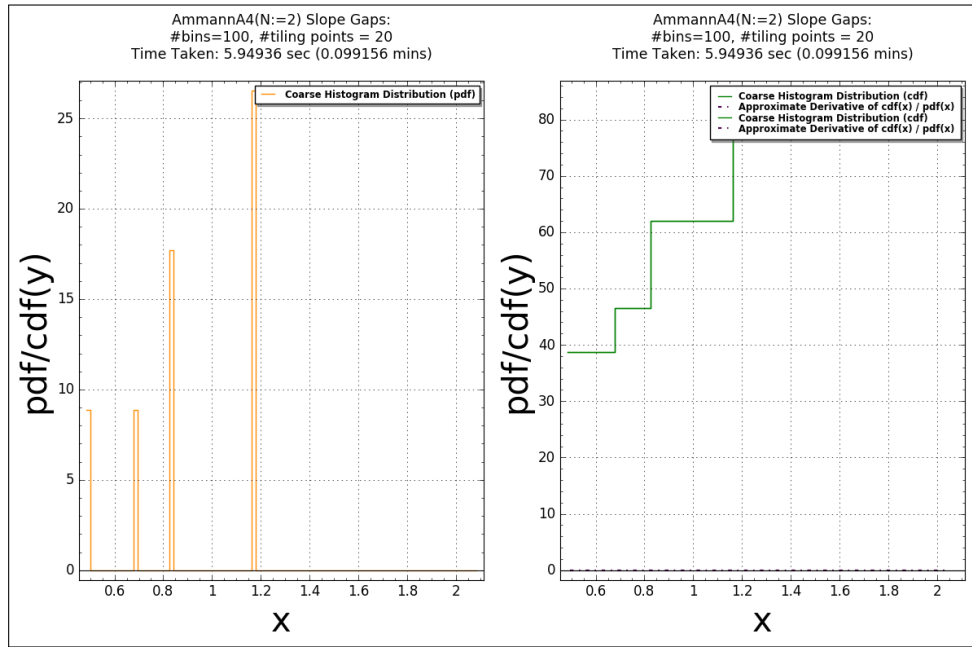 AmmannA4(N:=2) Slope Gaps:
#bins=100, #tiling points = 20
Time Taken: 5.94936 sec (0.099156 mins)
Coarse Histogram Distribution (pdf)
25
20
15
10
5
0
0.6 0.8 1 1.2 1.4 1.6 1.8 2
pdf/cdf(y)
x
AmmannA4(N:=2) Slope Gaps:
#bins=100, #tiling points = 20
Time Taken: 5.94936 sec (0.099156 mins)
Coarse Histogram Distribution (cdf)
Approximate Derivative of cdf(x) / pdf(x)
Coarse Histogram Distribution (cdf)
Approximate Derivative of cdf(x) / pdf(x)
80
70
60
50
40
30
20
10
0
0.6 0.8 1 1.2 1.4 1.6 1.8 2
pdf/cdf(y)
x